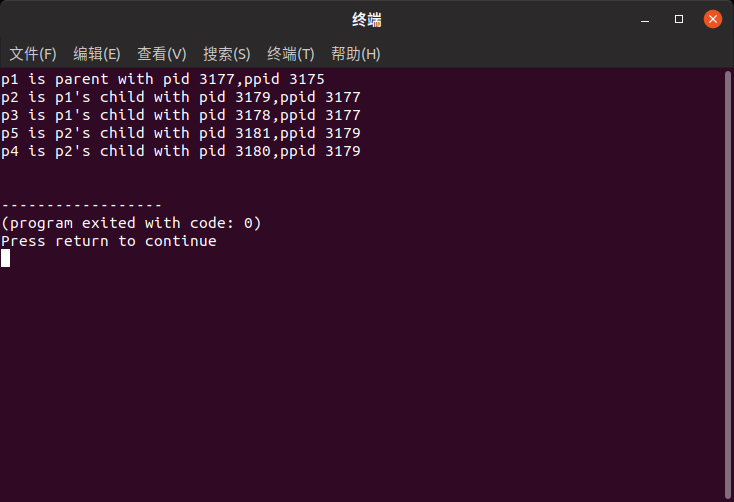 终端
文件(F) 编辑(E) 查看(V) 搜索(S) 终端(T) 帮助(H)
p1 is parent with pid 3177,ppid 3175
p2 is p1's child with pid 3179,ppid 3177
p3 is p1's child with pid 3178,ppid 3177
p5 is p2's child with pid 3181,ppid 3179
p4 is p2's child with pid 3180,ppid 3179
------------------
(program exited with code: 0)
Press return to continue